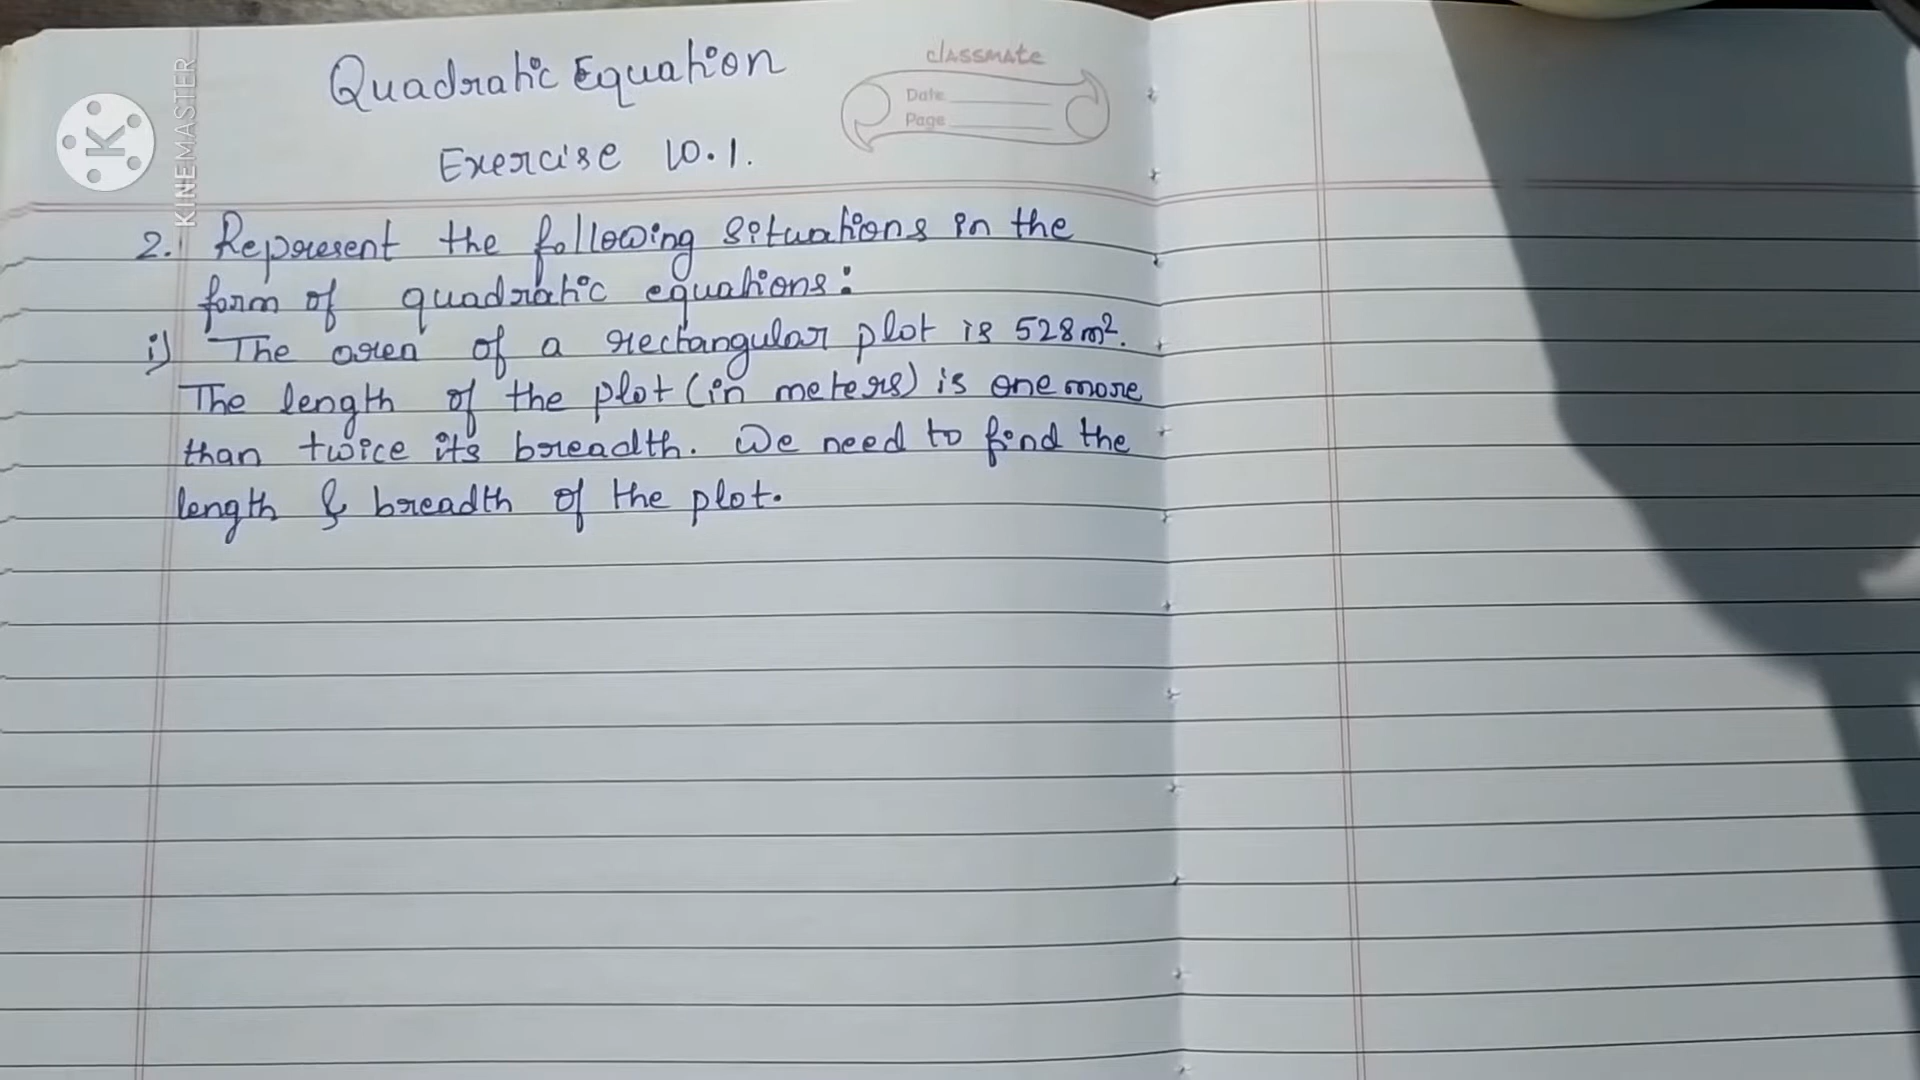 Quadratic Equation
classmate
Date
Page
Exercise 10.1.
KINEMASTER
2. Represent the following situations in the
form of quadratic equations:
i) The area of a rectangular plot is 528m².
The length of the plot (in meters) is one more
than twice its breadth. We need to find the
length & breadth of the plot.